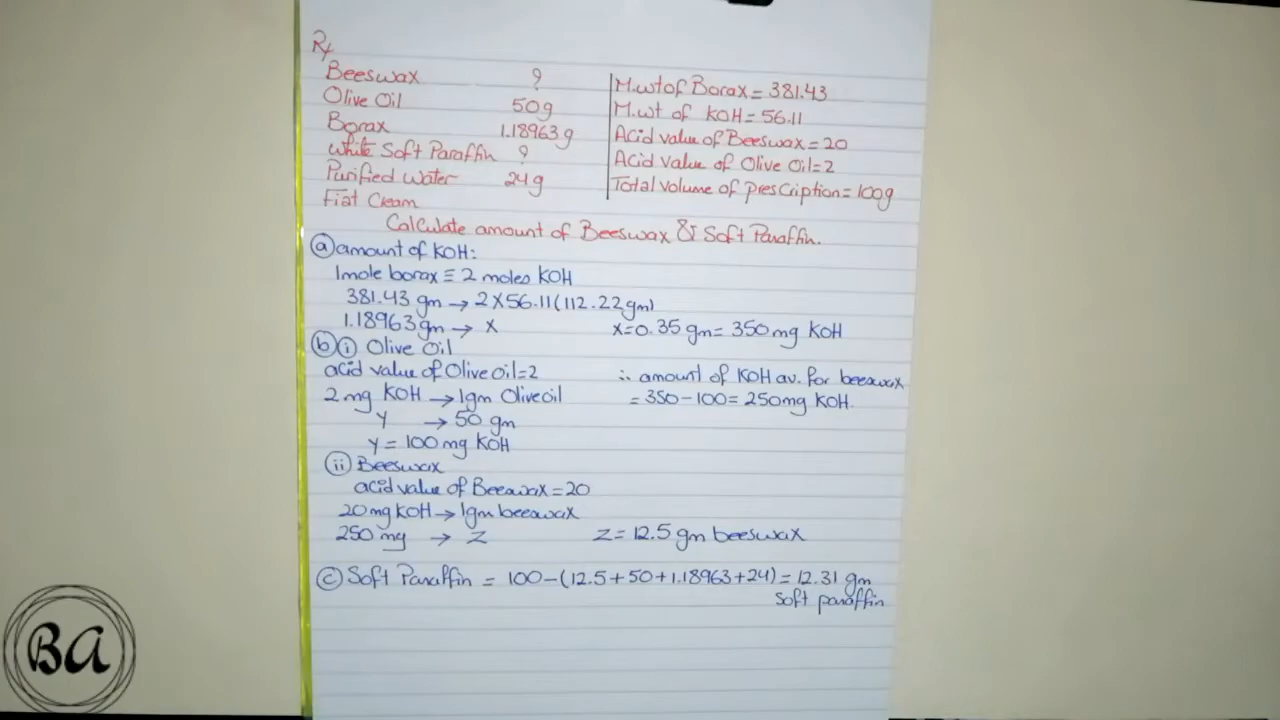 Rx
Beeswax ?
Olive Oil 50g
Borax 1.18963g
White Soft Paraffin ?
Purified Water 24g
Fiat Cream
M.wt of Borax = 381.43
M.wt of KOH = 56.11
Acid value of Beeswax = 20
Acid Value of Olive Oil = 2
Total Volume of prescription = 100g
Calculate amount of Beeswax & Soft Paraffin.
ⓐ amount of KOH:
1mole borax ≡ 2 moles KOH
381.43 gm → 2 X 56.11 (112.22 gm)
1.18963 gm → X X = 0.35 gm = 350 mg KOH
ⓑ ⓘ Olive Oil
acid value of Olive oil = 2
2 mg KOH → 1gm Olive oil
Y → 50 gm
Y = 100 mg KOH
∴ amount of KOH av. for beeswax
= 350 - 100 = 250 mg KOH.
(ii) Beeswax
acid value of Beeswax = 20
20 mg KOH → 1gm beeswax
250 mg → Z Z = 12.5 gm beeswax
ⓒ Soft Paraffin = 100 - (12.5 + 50 + 1.18963 + 24) = 12.31 gm
Soft paraffin
BA